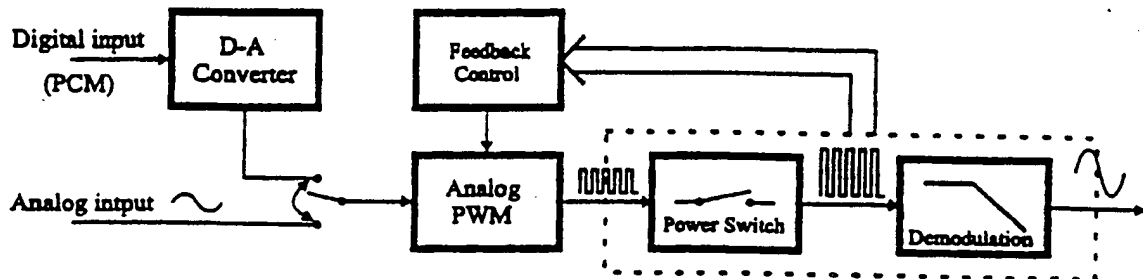 Digital input
(PCM)
D-A
Converter
Feedback
Control
Analog intput
Analog
PWM
Power Switch
Demodulation